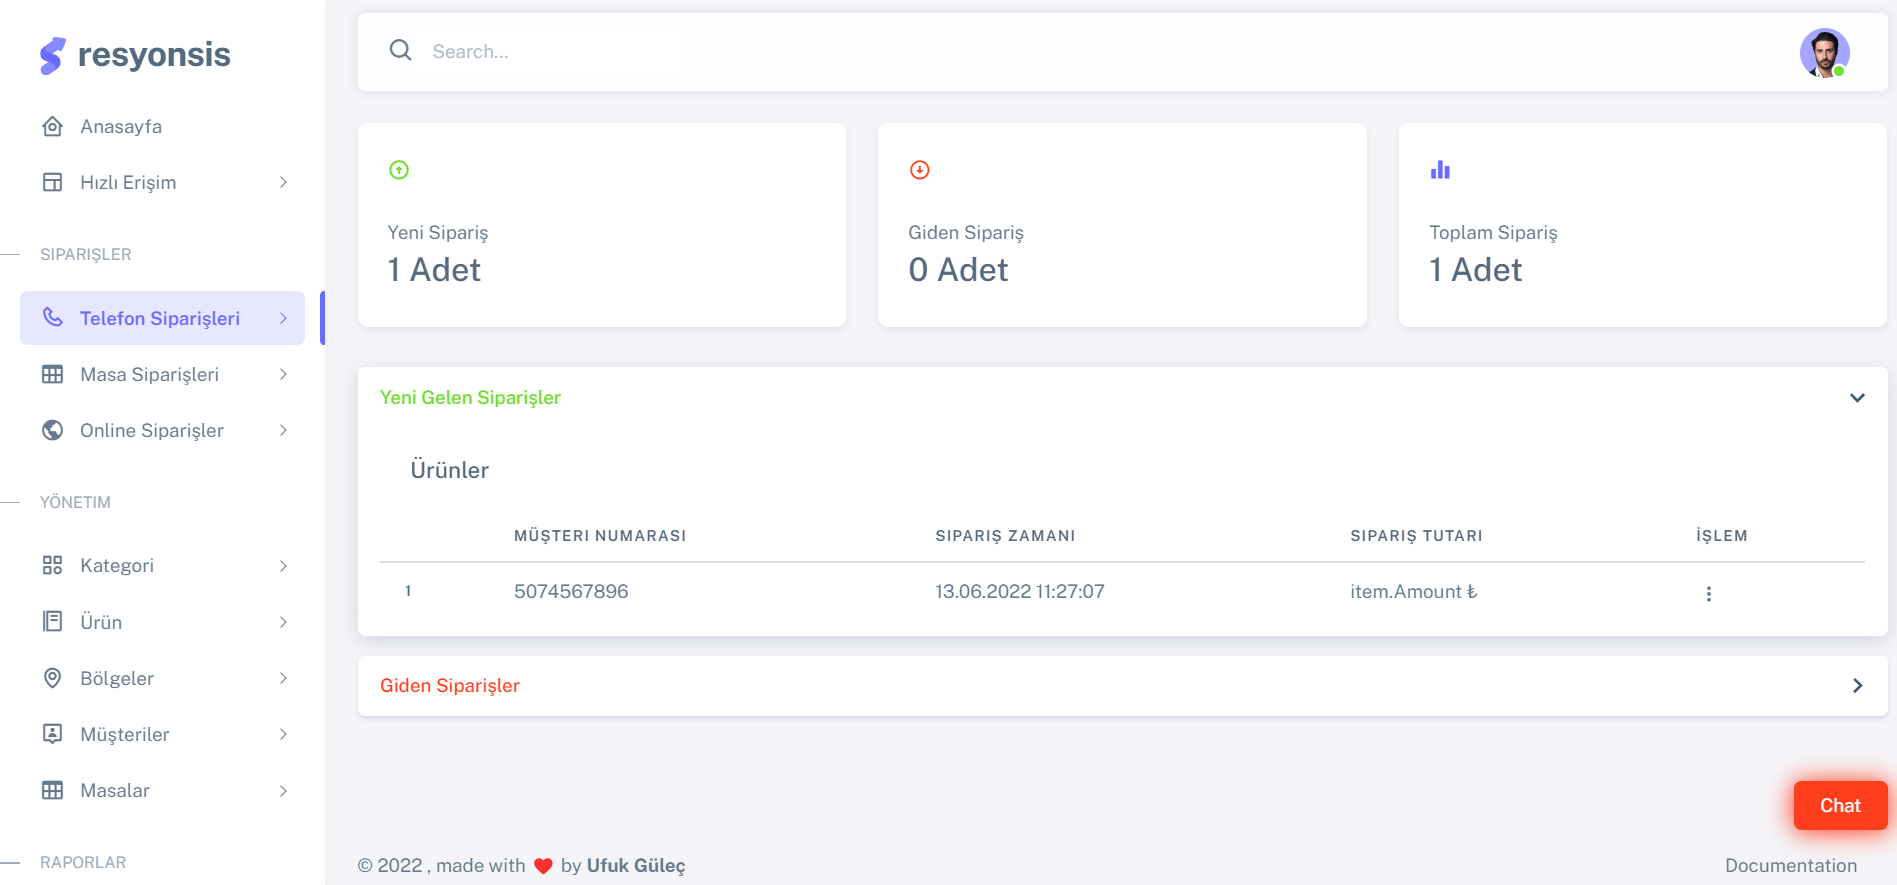 resyonsis
Anasayfa
Hızlı Erişim
SIPARIŞLER
Telefon Siparişleri
Masa Siparişleri
Online Siparişler
YÖNETIM
Kategori
Ürün
Bölgeler
Müşteriler
Masalar
RAPORLAR
Search...
Yeni Sipariş
1 Adet
Giden Sipariş
0 Adet
Toplam Sipariş
1 Adet
Yeni Gelen Siparişler
Ürünler
MÜŞTERI NUMARASI SIPARIŞ ZAMANI SIPARIŞ TUTARI İŞLEM
1 5074567896 13.06.2022 11:27:07 item.Amount ₺
Giden Siparişler
Chat
© 2022 , made with ❤ by Ufuk Güleç
Documentation